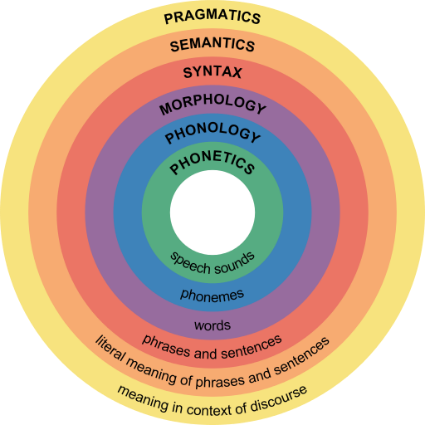 PRAGMATICS
SEMANTICS
SYNTAX
MORPHOLOGY
PHONOLOGY
PHONETICS
speech sounds
phonemes
words
phrases and sentences
literal meaning of phrases and sentences
meaning in context of discourse